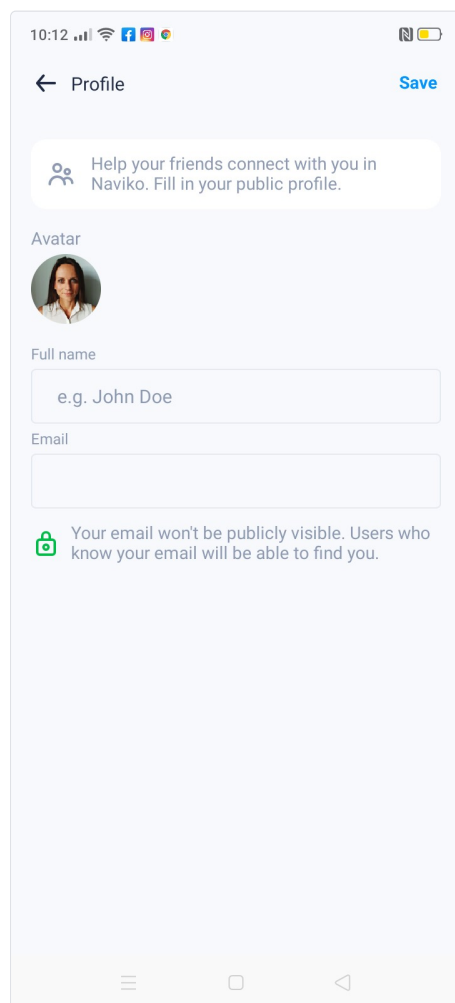 10:12
Profile
Save
Help your friends connect with you in
Naviko. Fill in your public profile.
Avatar
Full name
e.g. John Doe
Email
Your email won't be publicly visible. Users who
know your email will be able to find you.